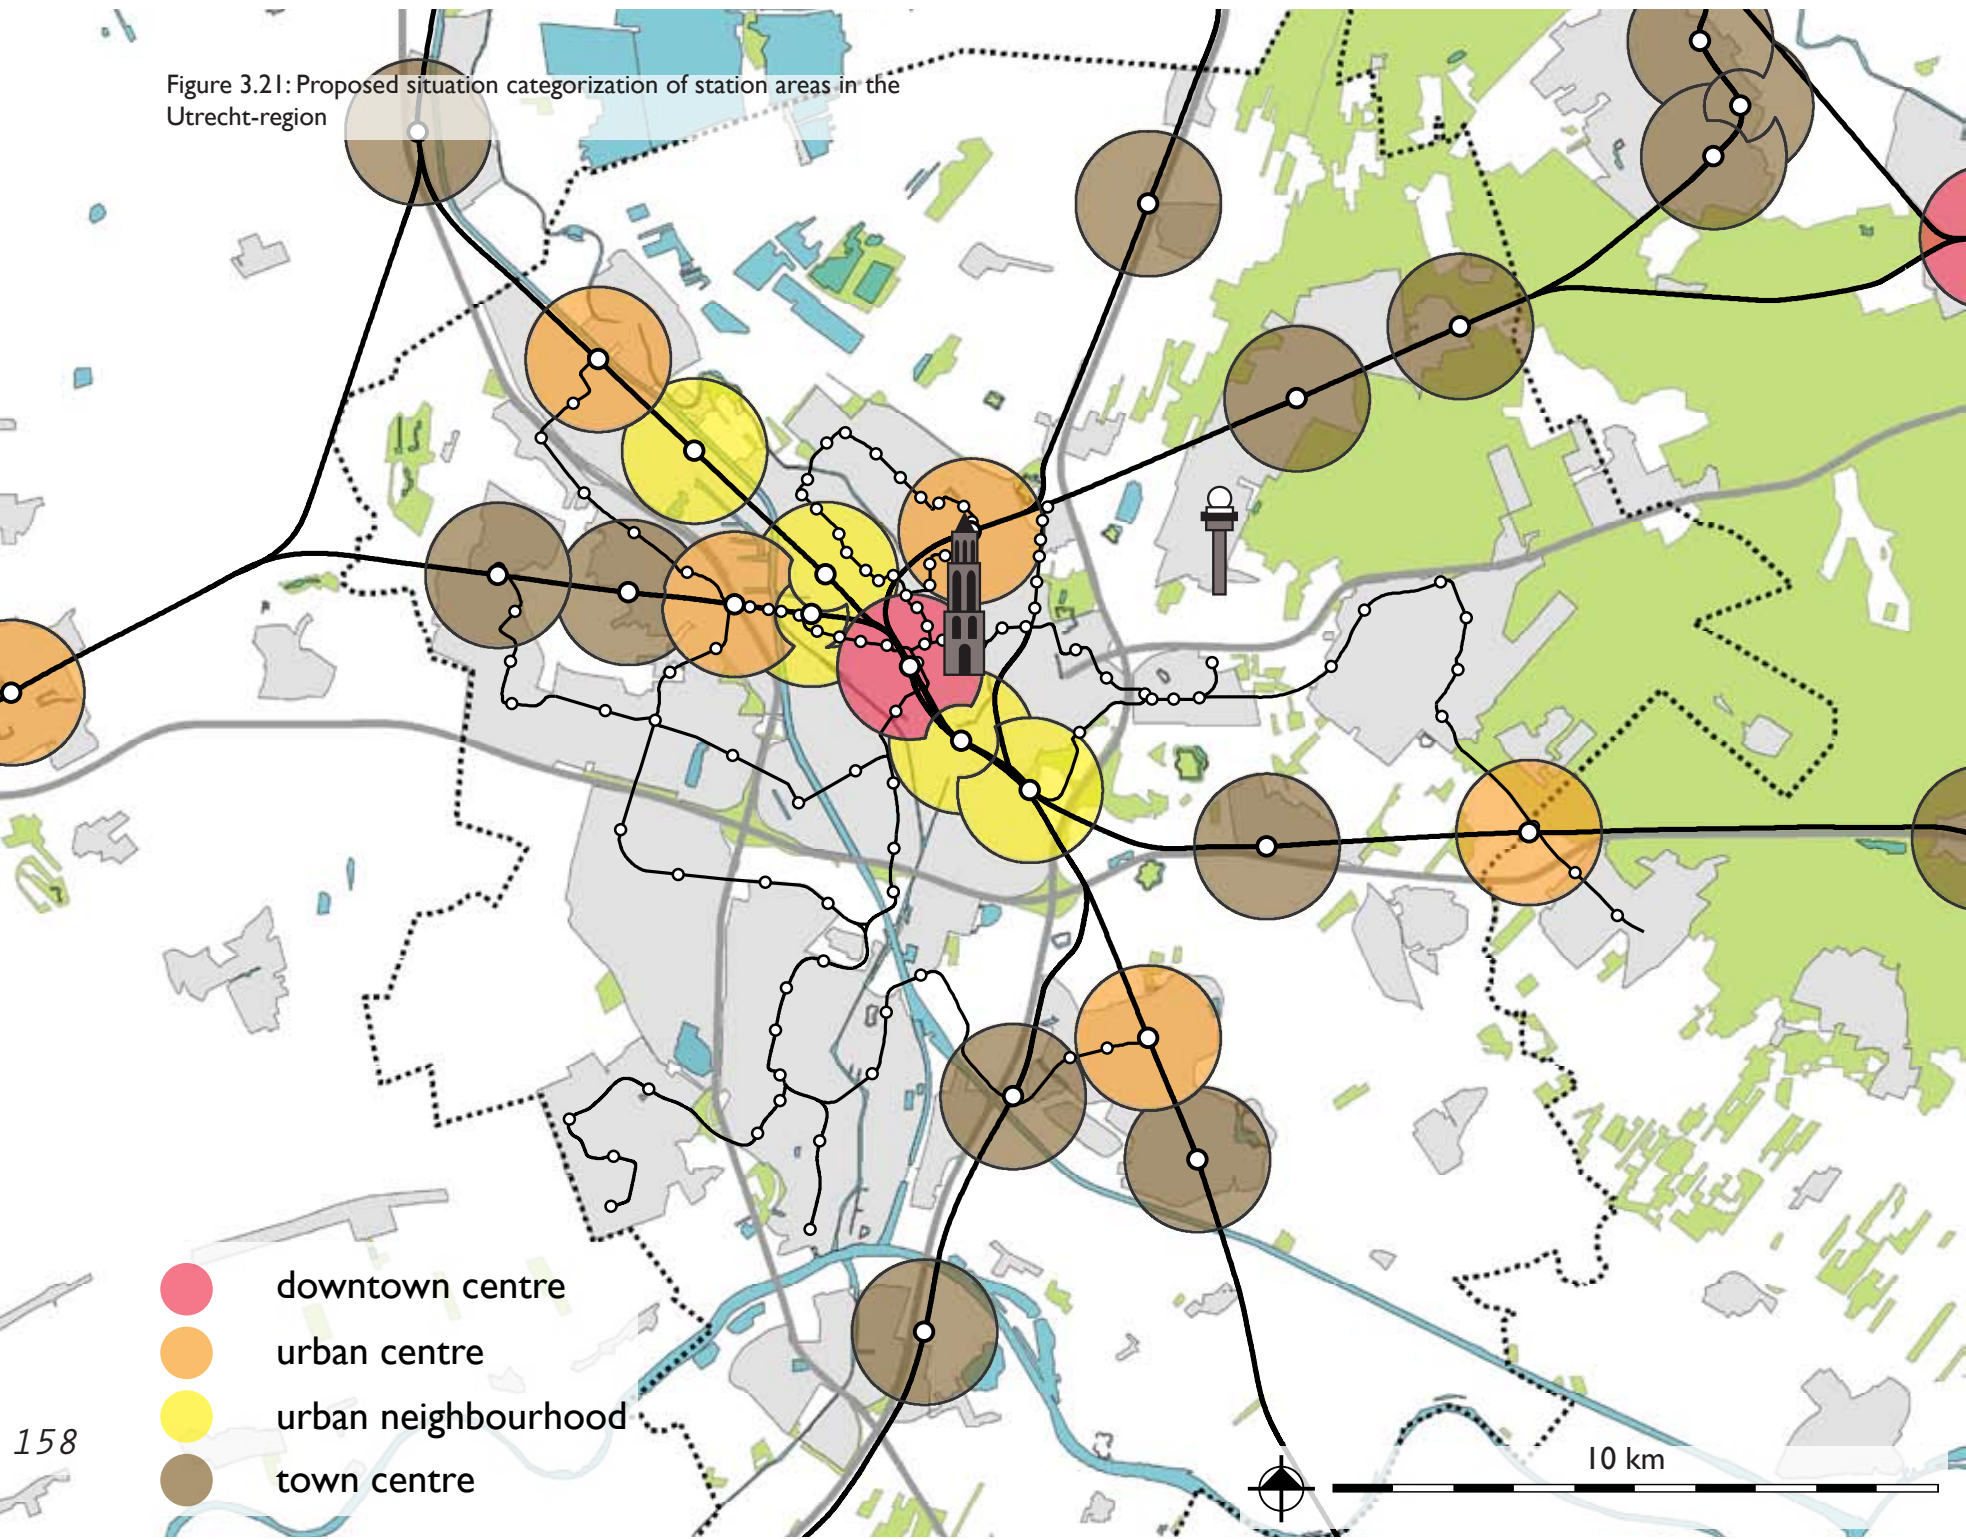 Figure 3.21: Proposed situation categorization of station areas in the
Utrecht-region
downtown centre
urban centre
urban neighbourhood
town centre
158
10 km